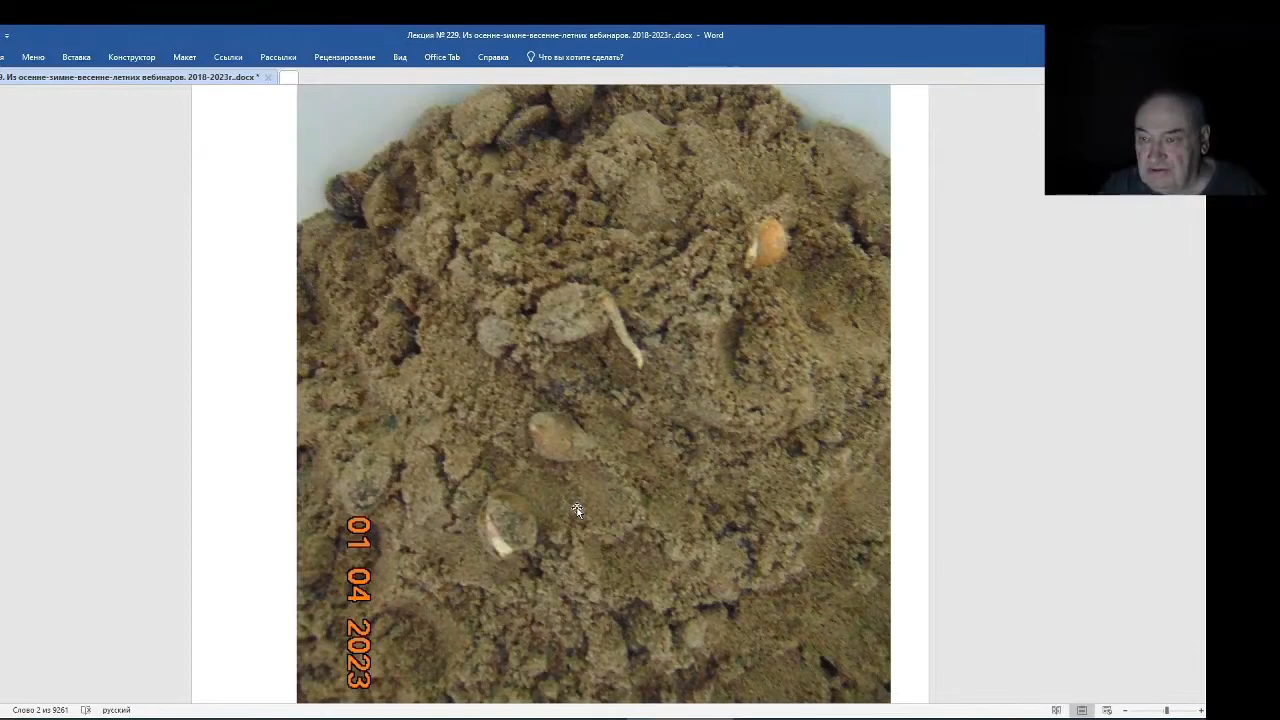 Лекция № 229. Из осенне-зимне-весенне-летних вебинаров. 2018-2023г..docx - Word
Меню Вставка Конструктор Макет Ссылки Рассылки Рецензирование Вид Office Tab Справка Что вы хотите сделать?
9. Из осенне-зимне-весенне-летних вебинаров. 2018-2023г..docx *
01 04 2023
Слово 2 из 9261 русский